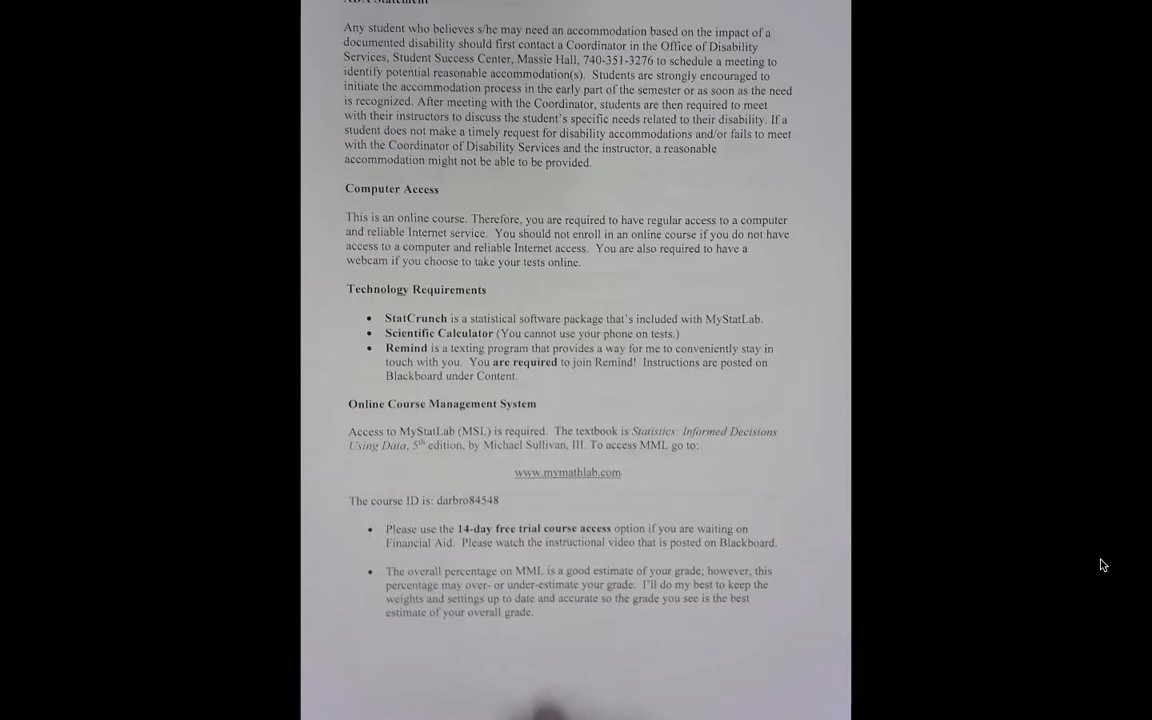 ADA Statement
Any student who believes s/he may need an accommodation based on the impact of a
documented disability should first contact a Coordinator in the Office of Disability
Services, Student Success Center, Massie Hall, 740-351-3276 to schedule a meeting to
identify potential reasonable accommodation(s). Students are strongly encouraged to
initiate the accommodation process in the early part of the semester or as soon as the need
is recognized. After meeting with the Coordinator, students are then required to meet
with their instructors to discuss the student's specific needs related to their disability. If a
student does not make a timely request for disability accommodations and/or fails to meet
with the Coordinator of Disability Services and the instructor, a reasonable
accommodation might not be able to be provided.
Computer Access
This is an online course. Therefore, you are required to have regular access to a computer
and reliable Internet service. You should not enroll in an online course if you do not have
access to a computer and reliable Internet access. You are also required to have a
webcam if you choose to take your tests online.
Technology Requirements
• StatCrunch is a statistical software package that's included with MyStatLab.
• Scientific Calculator (You cannot use your phone on tests.)
• Remind is a texting program that provides a way for me to conveniently stay in
touch with you. You are required to join Remind! Instructions are posted on
Blackboard under Content.
Online Course Management System
Access to MyStatLab (MSL) is required. The textbook is Statistics: Informed Decisions
Using Data, 5th edition, by Michael Sullivan, III. To access MML go to:
www.mymathlab.com
The course ID is: darbro84548
• Please use the 14-day free trial course access option if you are waiting on
Financial Aid. Please watch the instructional video that is posted on Blackboard.
• The overall percentage on MML is a good estimate of your grade; however, this
percentage may over- or under-estimate your grade. I'll do my best to keep the
weights and settings up to date and accurate so the grade you see is the best
estimate of your overall grade.